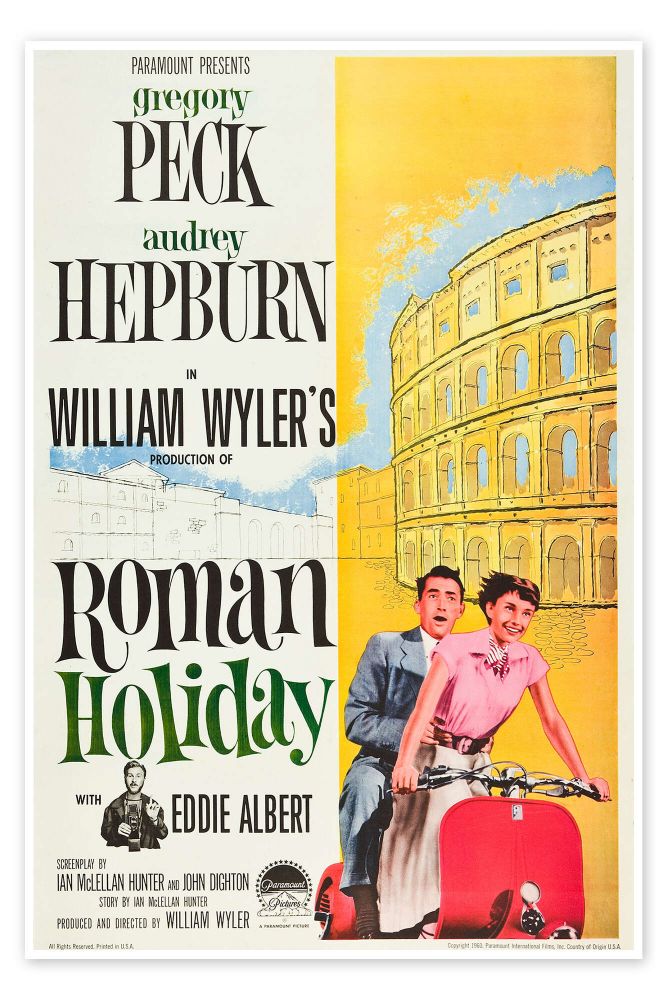 PARAMOUNT PRESENTS
gregory
PECK
audrey
HEPBURN
IN
WILLIAM WYLER'S
PRODUCTION OF
ROMAN
HOLIDAY
WITH
EDDIE ALBERT
SCREENPLAY BY
IAN McLELLAN HUNTER AND JOHN DIGHTON
STORY BY IAN McLELLAN HUNTER
PRODUCED AND DIRECTED BY WILLIAM WYLER
Paramount
Pictures
A PARAMOUNT PICTURE
All Rights Reserved. Printed in U.S.A.
Copyright 1960. Paramount International Films, Inc. Country of Origin U.S.A.